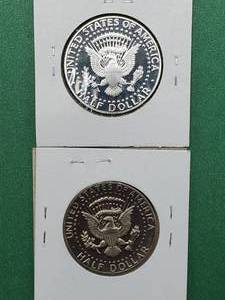 UNITED STATES OF AMERICA
HALF DOLLAR
UNITED STATES OF AMERICA
HALF DOLLAR